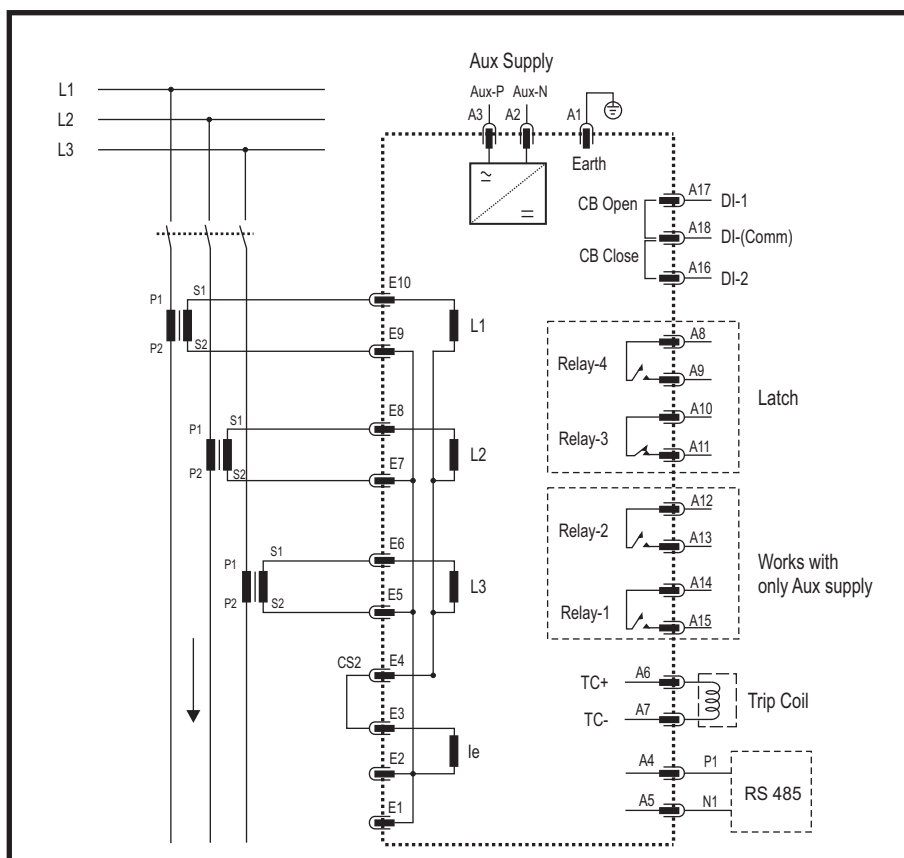 Aux Supply
Aux-P Aux-N
A3 A2 A1
Earth
L1
L2
L3
CB Open
CB Close
A17 DI-1
A18 DI-(Comm)
A16 DI-2
P1 S1
P2 S2
E10
E9
L1
P1 S1
P2 S2
E8
E7
L2
P1 S1
P2 S2
E6
E5
L3
CS2
E4
E3
E2
E1
Ie
Relay-4
A8
A9
Relay-3
A10
A11
Latch
Relay-2
A12
A13
Relay-1
A14
A15
Works with
only Aux supply
TC+ A6
TC- A7
Trip Coil
A4 P1
A5 N1
RS 485